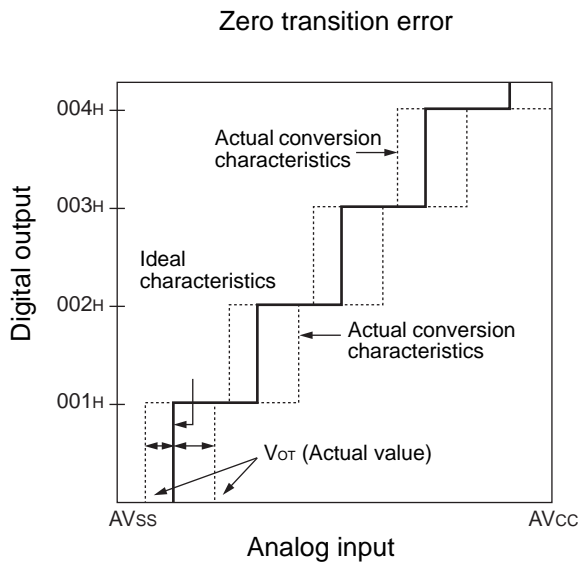 Zero transition error
004H
Actual conversion
characteristics
003H
Digital output
Ideal
characteristics
002H
Actual conversion
characteristics
001H
VOT (Actual value)
AVSS
AVCC
Analog input